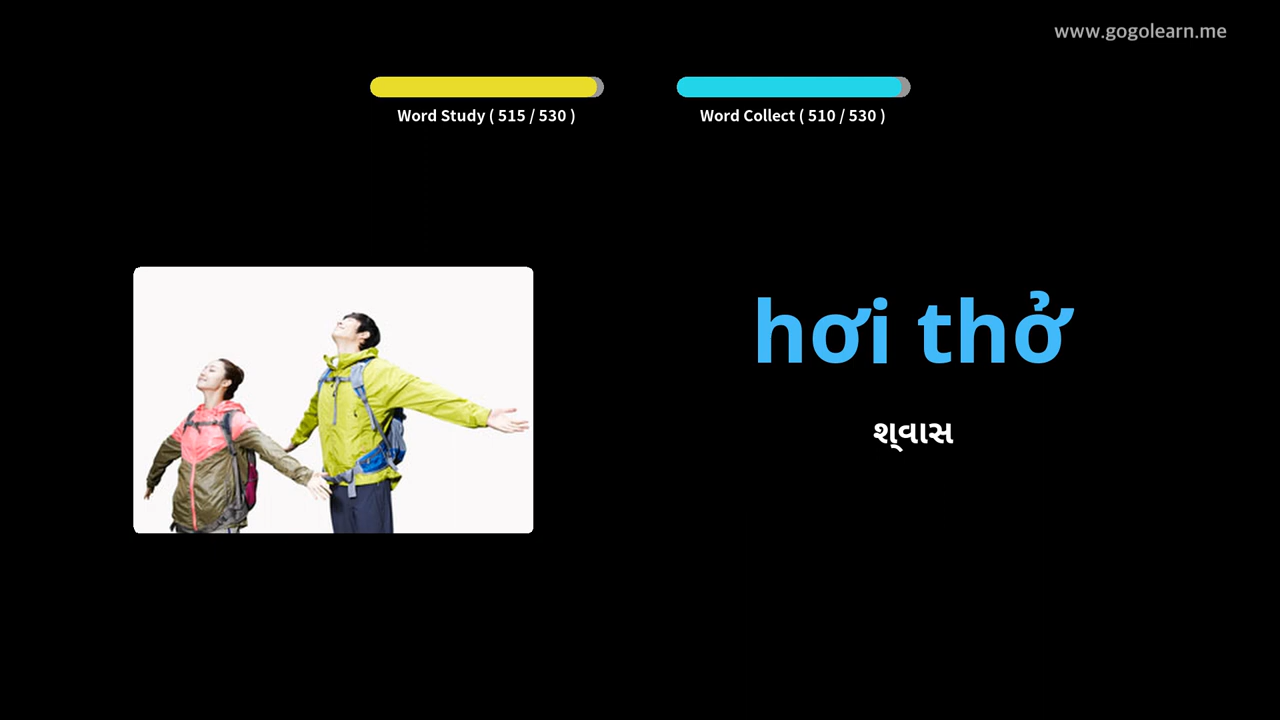 www.gogolearn.me
Word Study ( 515 / 530 )
Word Collect ( 510 / 530 )
hơi thở
શ્વાસ